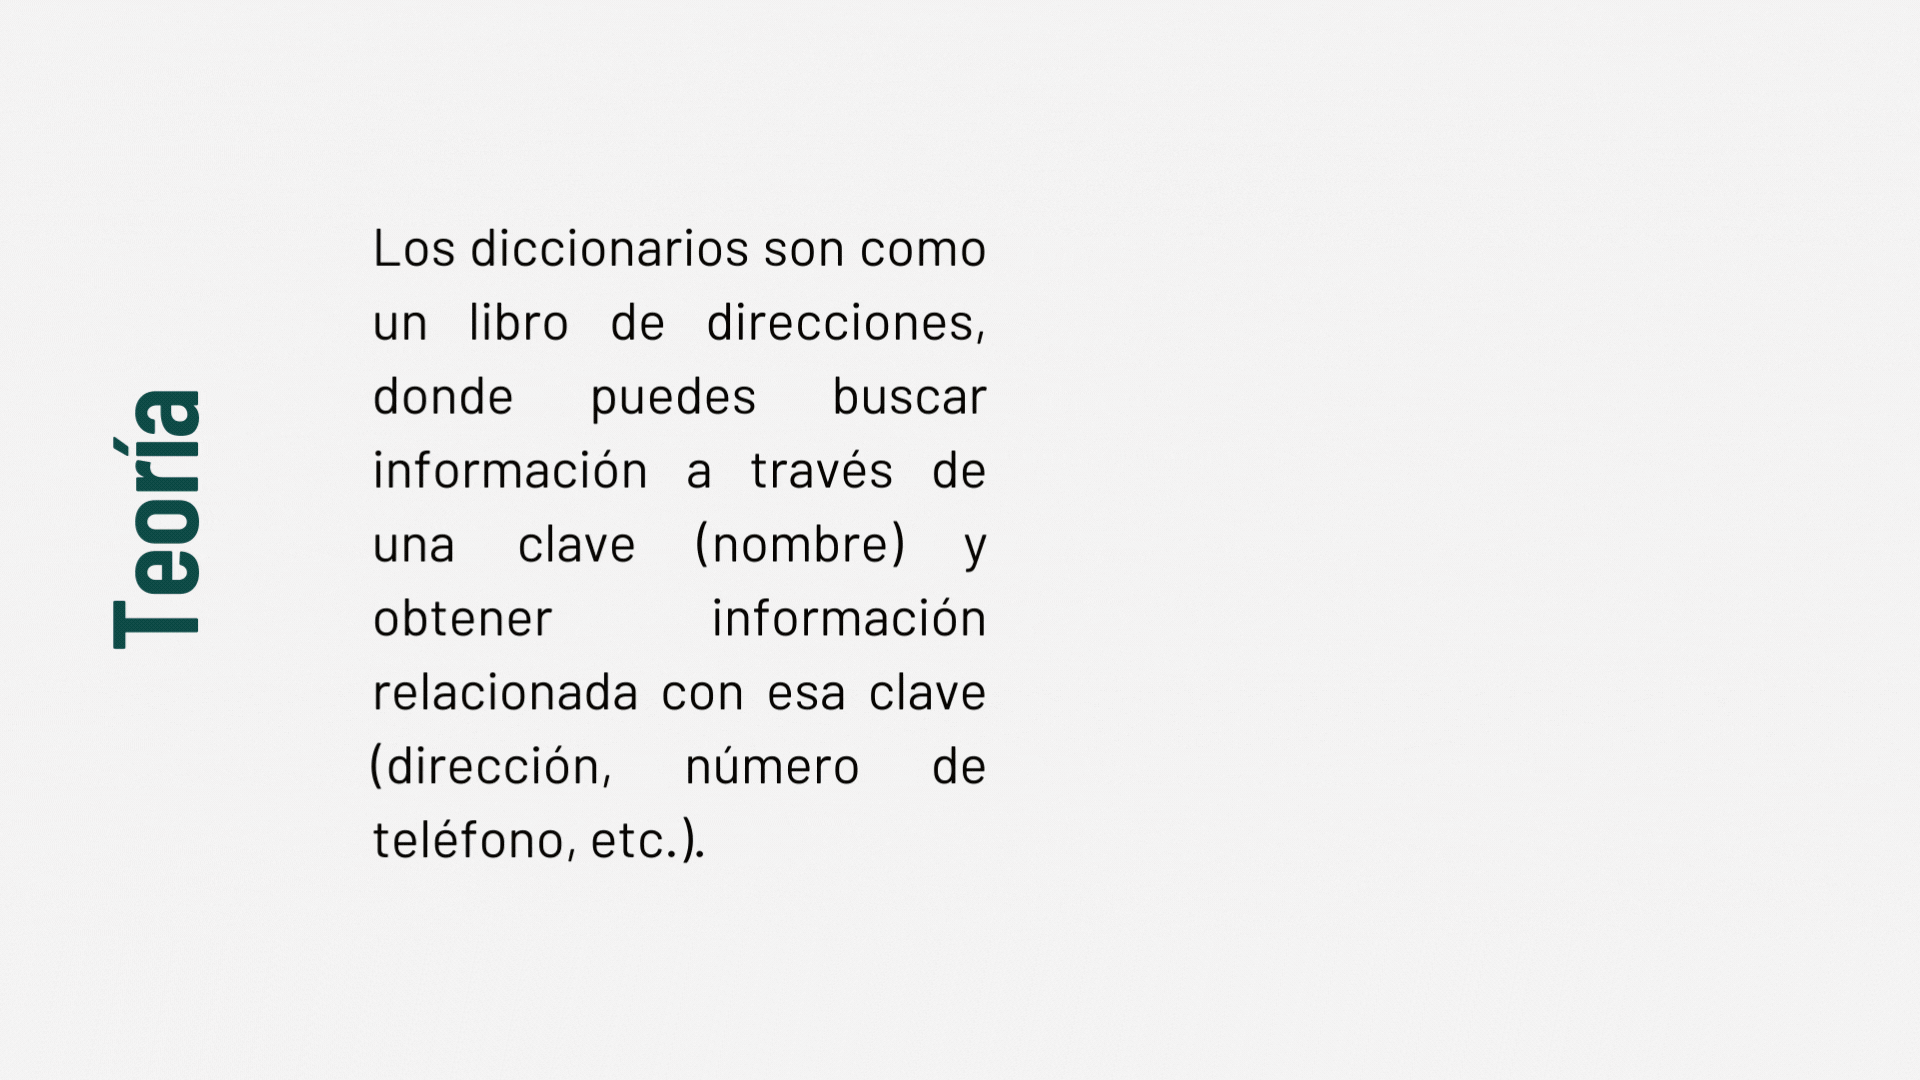 Teoría
Los diccionarios son como
un libro de direcciones,
donde puedes buscar
información a través de
una clave (nombre) y
obtener información
relacionada con esa clave
(dirección, número de
teléfono, etc.).